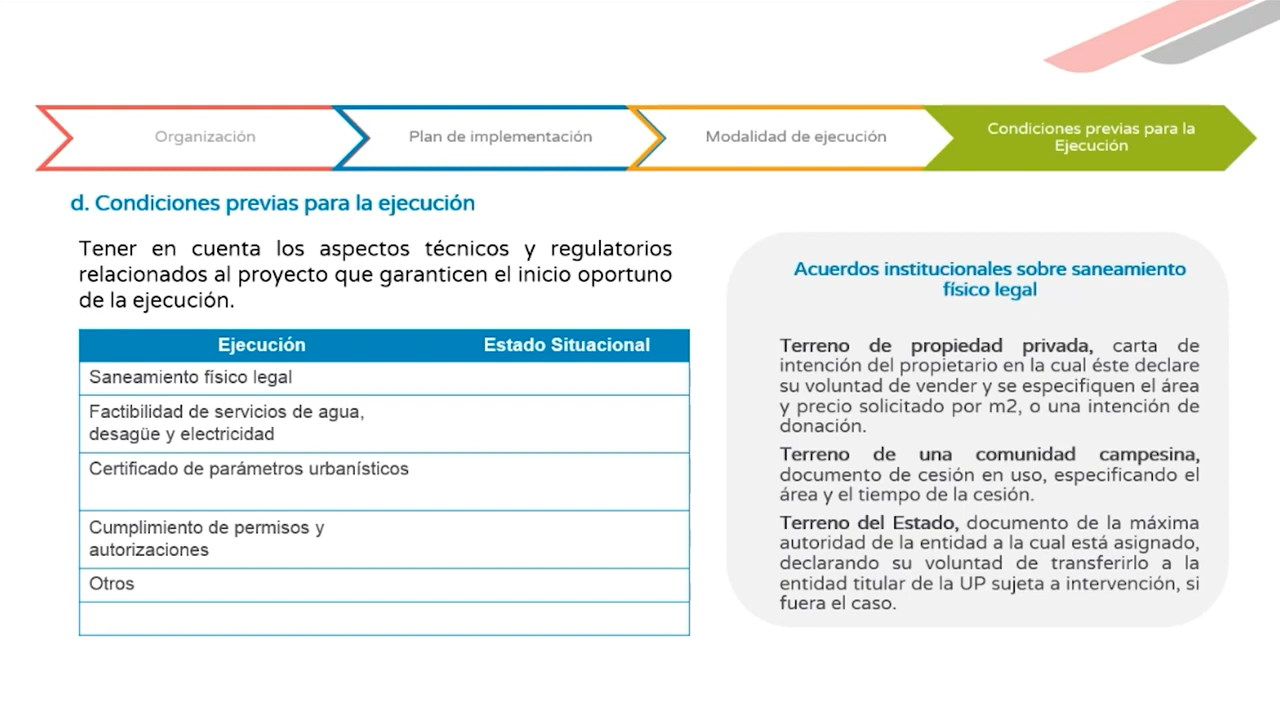 Organización
Plan de implementación
Modalidad de ejecución
Condiciones previas para la
Ejecución
d. Condiciones previas para la ejecución
Tener en cuenta los aspectos técnicos y regulatorios
relacionados al proyecto que garanticen el inicio oportuno
de la ejecución.
Ejecución
Estado Situacional
Saneamiento físico legal
Factibilidad de servicios de agua,
desagüe y electricidad
Certificado de parámetros urbanísticos
Cumplimiento de permisos y
autorizaciones
Otros
Acuerdos institucionales sobre saneamiento
físico legal
Terreno de propiedad privada, carta de
intención del propietario en la cual éste declare
su voluntad de vender y se especifiquen el área
y precio solicitado por m2, o una intención de
donación.
Terreno de una comunidad campesina,
documento de cesión en uso, especificando el
área y el tiempo de la cesión.
Terreno del Estado, documento de la máxima
autoridad de la entidad a la cual está asignado,
declarando su voluntad de transferirlo a la
entidad titular de la UP sujeta a intervención, si
fuera el caso.